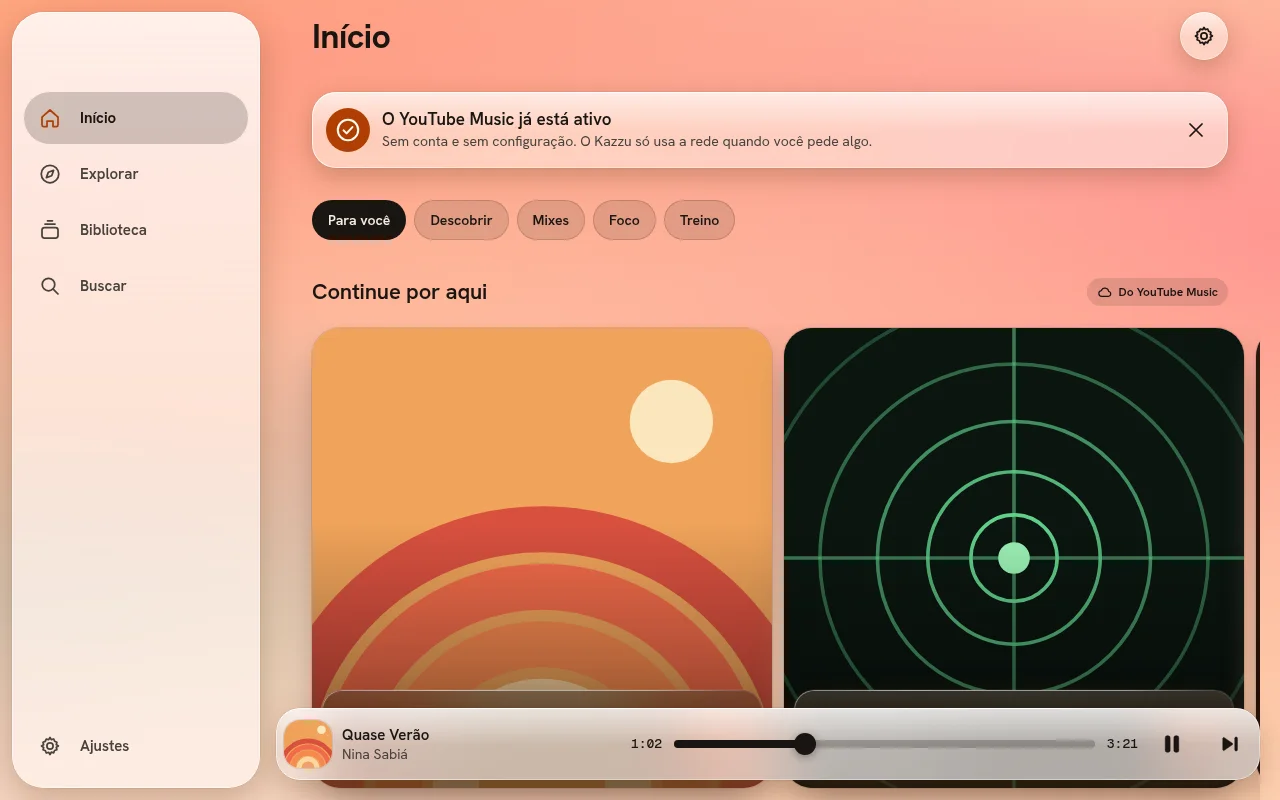 Início
Explorar
Biblioteca
Buscar
Ajustes
Início
O YouTube Music já está ativo
Sem conta e sem configuração. O Kazzu só usa a rede quando você pede algo.
Para você
Descobrir
Mixes
Foco
Treino
Continue por aqui
Do YouTube Music
Quase Verão
Nina Sabiá
1:02
3:21